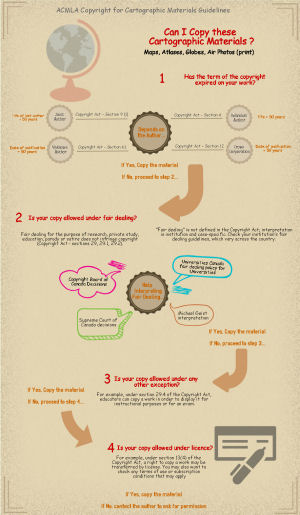 ACMLA Copyright for Cartographic Materials Guidelines
Can I Copy these
Cartographic Materials ?
Maps, Atlases, Globes, Air Photos (print)
1
Has the term of the copyright
expired on your work?
Joint
Author
Copyright Act - Section 9 (1)
Copyright Act - Section 6
Individual
Author
Life + 50 years
+ 50 years
Depends on
the Author...
Date of publication
+ 50 years
Unknown
Author
Copyright Act - Section 6.1
Copyright Act - Section 12
Crown
Corporation
Date of publication
+ 50 years
If Yes, Copy the material
If no, proceed to step 2...
2
Is your copy allowed under fair dealing?
Fair dealing for the purpose of research, private study,
education, parody or satire does not infringe copyright
(Copyright Act - sections 29, 29.1, 29.2).
"Fair dealing" is not defined in the Copyright Act; interpretation
is institution and case-specific. Check your institution's fair
dealing guidelines, which vary across the country:
Copyright Board of
Canada Decisions
Universities Canada
fair dealing policy for
Universities
Help
Interpreting
Fair Dealing...
Supreme Court of
Canada decisions
Michael Geist
interpretation
If Yes, Copy the material
If No, proceed to step 3...
3
Is your copy allowed under any
other exception?
For example, under section 29.4 of the Copyright Act,
educators can copy a work in order to display it for
instructional purposes or for an exam.
If Yes, Copy the material
If No, proceed to step 4...
4
Is your copy allowed under licence?
For example, under section 13(4) of the
Copyright Act, a right to copy a work may be
transferred by license. You may also want to
check any terms of use or subscription
conditions that may apply
If Yes, copy the material
If No contact the author to ask for permission